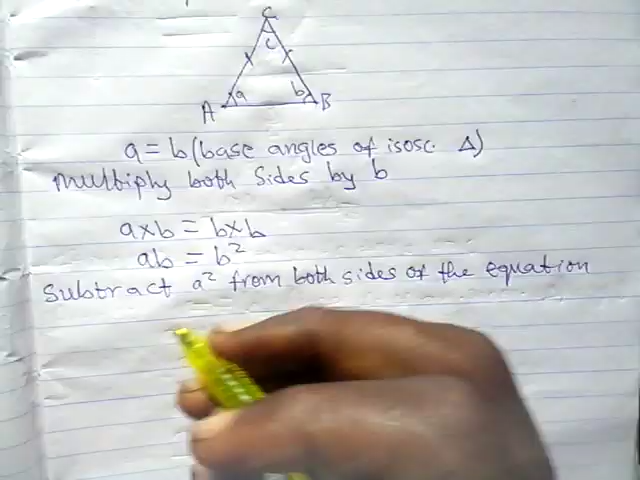 C
c
a b
A B
a = b (base angles of isosc. Δ)
Multiply both Sides by b
a×b = b×b
ab = b²
Subtract a² from both sides of the equation